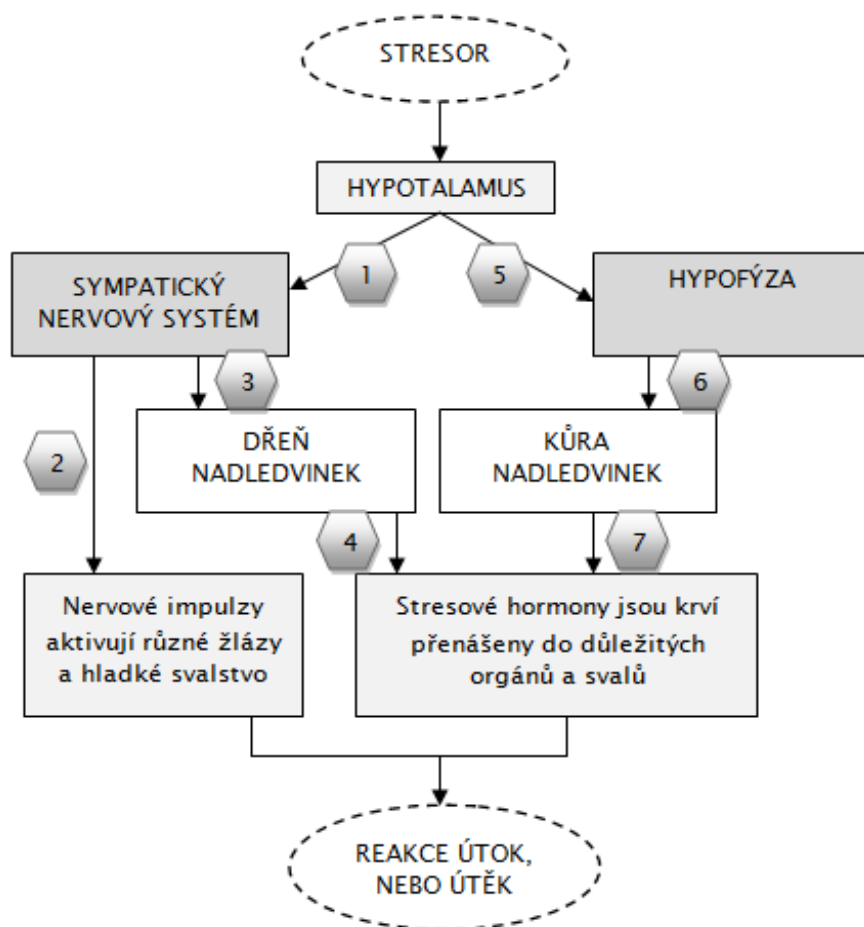 STRESOR
HYPOTALAMUS
1
5
SYMPATICKÝ
NERVOVÝ SYSTÉM
HYPOFÝZA
3
6
2
DŘEŇ
NADLEDVINEK
KŮRA
NADLEDVINEK
4
7
Nervové impulzy
aktivují různé žlázy
a hladké svalstvo
Stresové hormony jsou krví
přenášeny do důležitých
orgánů a svalů
REAKCE ÚTOK,
NEBO ÚTĚK